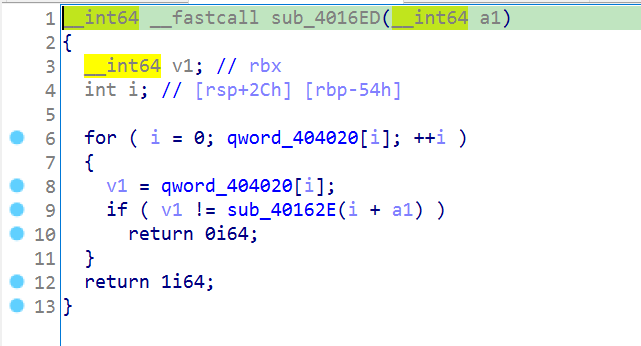 1 __int64 __fastcall sub_4016ED(__int64 a1)
2 {
3   __int64 v1; // rbx
4   int i; // [rsp+2Ch] [rbp-54h]
5
6   for ( i = 0; qword_404020[i]; ++i )
7   {
8     v1 = qword_404020[i];
9     if ( v1 != sub_40162E(i + a1) )
10       return 0i64;
11   }
12   return 1i64;
13 }